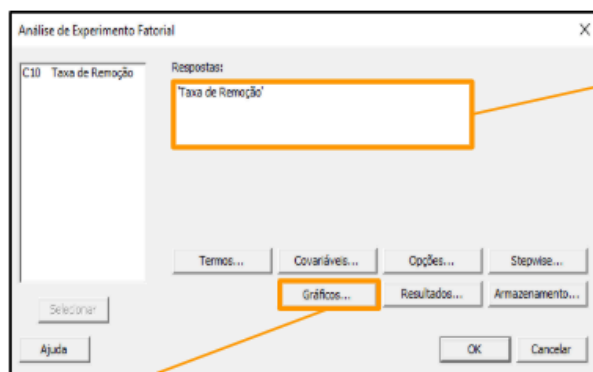 Análise de Experimento Fatorial
X
C10 Taxa de Remoção
Respostas:
'Taxa de Remoção'
Termos...
Covariáveis...
Opções...
Stepwise...
Gráficos...
Resultados...
Armazenamento...
Selecionar
Ajuda
OK
Cancelar